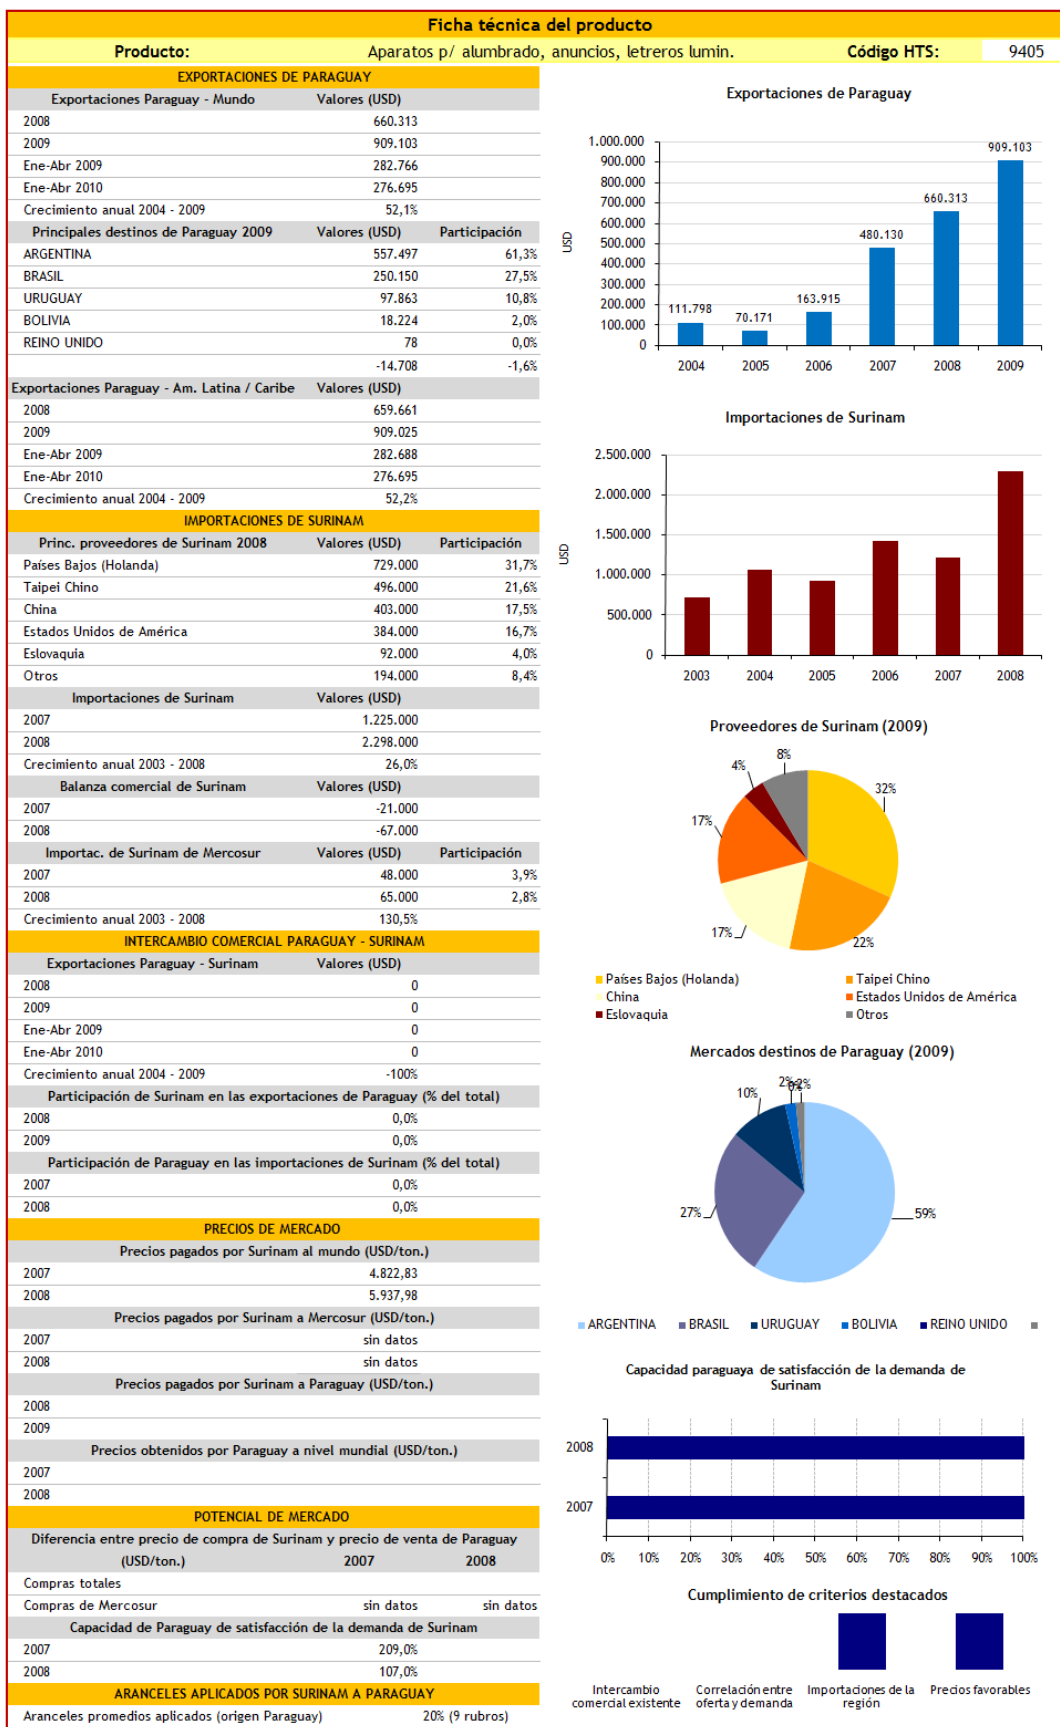 Ficha técnica del producto
Producto: Aparatos p/ alumbrado, anuncios, letreros lumin. Código HTS: 9405
EXPORTACIONES DE PARAGUAY
Exportaciones Paraguay - Mundo Valores (USD)
2008 660.313
2009 909.103
Ene-Abr 2009 282.766
Ene-Abr 2010 276.695
Crecimiento anual 2004 - 2009 52,1%
Principales destinos de Paraguay 2009 Valores (USD) Participación
ARGENTINA 557.497 61,3%
BRASIL 250.150 27,5%
URUGUAY 97.863 10,8%
BOLIVIA 18.224 2,0%
REINO UNIDO 78 0,0%
-14.708 -1,6%
Exportaciones Paraguay - Am. Latina / Caribe Valores (USD)
2008 659.661
2009 909.025
Ene-Abr 2009 282.688
Ene-Abr 2010 276.695
Crecimiento anual 2004 - 2009 52,2%
IMPORTACIONES DE SURINAM
Princ. proveedores de Surinam 2008 Valores (USD) Participación
Países Bajos (Holanda) 729.000 31,7%
Taipei Chino 496.000 21,6%
China 403.000 17,5%
Estados Unidos de América 384.000 16,7%
Eslovaquia 92.000 4,0%
Otros 194.000 8,4%
Importaciones de Surinam Valores (USD)
2007 1.225.000
2008 2.298.000
Crecimiento anual 2003 - 2008 26,0%
Balanza comercial de Surinam Valores (USD)
2007 -21.000
2008 -67.000
Importac. de Surinam de Mercosur Valores (USD) Participación
2007 48.000 3,9%
2008 65.000 2,8%
Crecimiento anual 2003 - 2008 130,5%
INTERCAMBIO COMERCIAL PARAGUAY - SURINAM
Exportaciones Paraguay - Surinam Valores (USD)
2008 0
2009 0
Ene-Abr 2009 0
Ene-Abr 2010 0
Crecimiento anual 2004 - 2009 -100%
Participación de Surinam en las exportaciones de Paraguay (% del total)
2008 0,0%
2009 0,0%
Participación de Paraguay en las importaciones de Surinam (% del total)
2007 0,0%
2008 0,0%
PRECIOS DE MERCADO
Precios pagados por Surinam al mundo (USD/ton.)
2007 4.822,83
2008 5.937,98
Precios pagados por Surinam a Mercosur (USD/ton.)
2007 sin datos
2008 sin datos
Precios pagados por Surinam a Paraguay (USD/ton.)
2008
2009
Precios obtenidos por Paraguay a nivel mundial (USD/ton.)
2007
2008
POTENCIAL DE MERCADO
Diferencia entre precio de compra de Surinam y precio de venta de Paraguay
(USD/ton.) 2007 2008
Compras totales
Compras de Mercosur sin datos sin datos
Capacidad de Paraguay de satisfacción de la demanda de Surinam
2007 209,0%
2008 107,0%
ARANCELES APLICADOS POR SURINAM A PARAGUAY
Aranceles promedios aplicados (origen Paraguay) 20% (9 rubros)
Exportaciones de Paraguay
USD
1.000.000
900.000
800.000
700.000
600.000
500.000
400.000
300.000
200.000
100.000
0
111.798 70.171 163.915 480.130 660.313 909.103
2004 2005 2006 2007 2008 2009
Importaciones de Surinam
USD
2.500.000
2.000.000
1.500.000
1.000.000
500.000
0
2003 2004 2005 2006 2007 2008
Proveedores de Surinam (2009)
8%
4%
32%
17%
17%
22%
Países Bajos (Holanda) Taipei Chino
China Estados Unidos de América
Eslovaquia Otros
Mercados destinos de Paraguay (2009)
2% 0% -2%
10%
27%
59%
ARGENTINA BRASIL URUGUAY BOLIVIA REINO UNIDO
Capacidad paraguaya de satisfacción de la demanda de
Surinam
2008
2007
0% 10% 20% 30% 40% 50% 60% 70% 80% 90% 100%
Cumplimiento de criterios destacados
Intercambio Correlación entre Importaciones de la Precios favorables
comercial existente oferta y demanda región